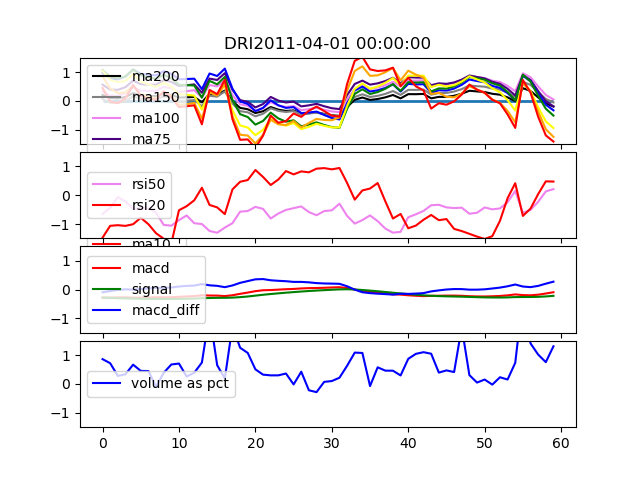 DRI2011-04-01 00:00:00
1
0
−1
ma200
ma150
ma100
ma75
1
0
−1
rsi50
rsi20
ma10
1
0
−1
macd
signal
macd_diff
1
0
−1
volume as pct
0 10 20 30 40 50 60